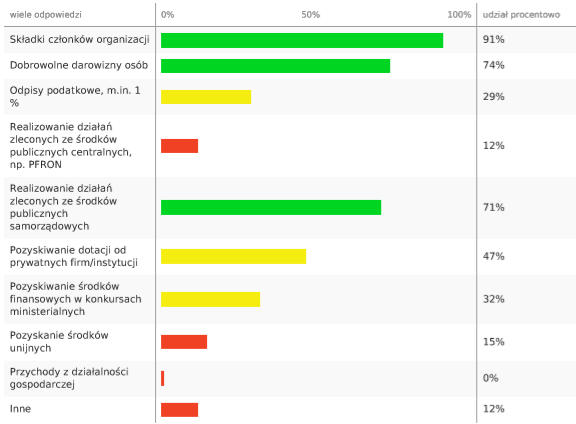 wiele odpowiedzi 0% 50% 100% udział procentowo
Składki członków organizacji 91%
Dobrowolne darowizny osób 74%
Odpisy podatkowe, m.in. 1
% 29%
Realizowanie działań
zleconych ze środków
publicznych centralnych, 12%
np. PFRON
Realizowanie działań
zleconych ze środków 71%
publicznych
samorządowych
Pozyskiwanie dotacji od 47%
prywatnych firm/instytucji
Pozyskiwanie środków
finansowych w konkursach 32%
ministerialnych
Pozyskanie środków 15%
unijnych
Przychody z działalności 0%
gospodarczej
Inne 12%